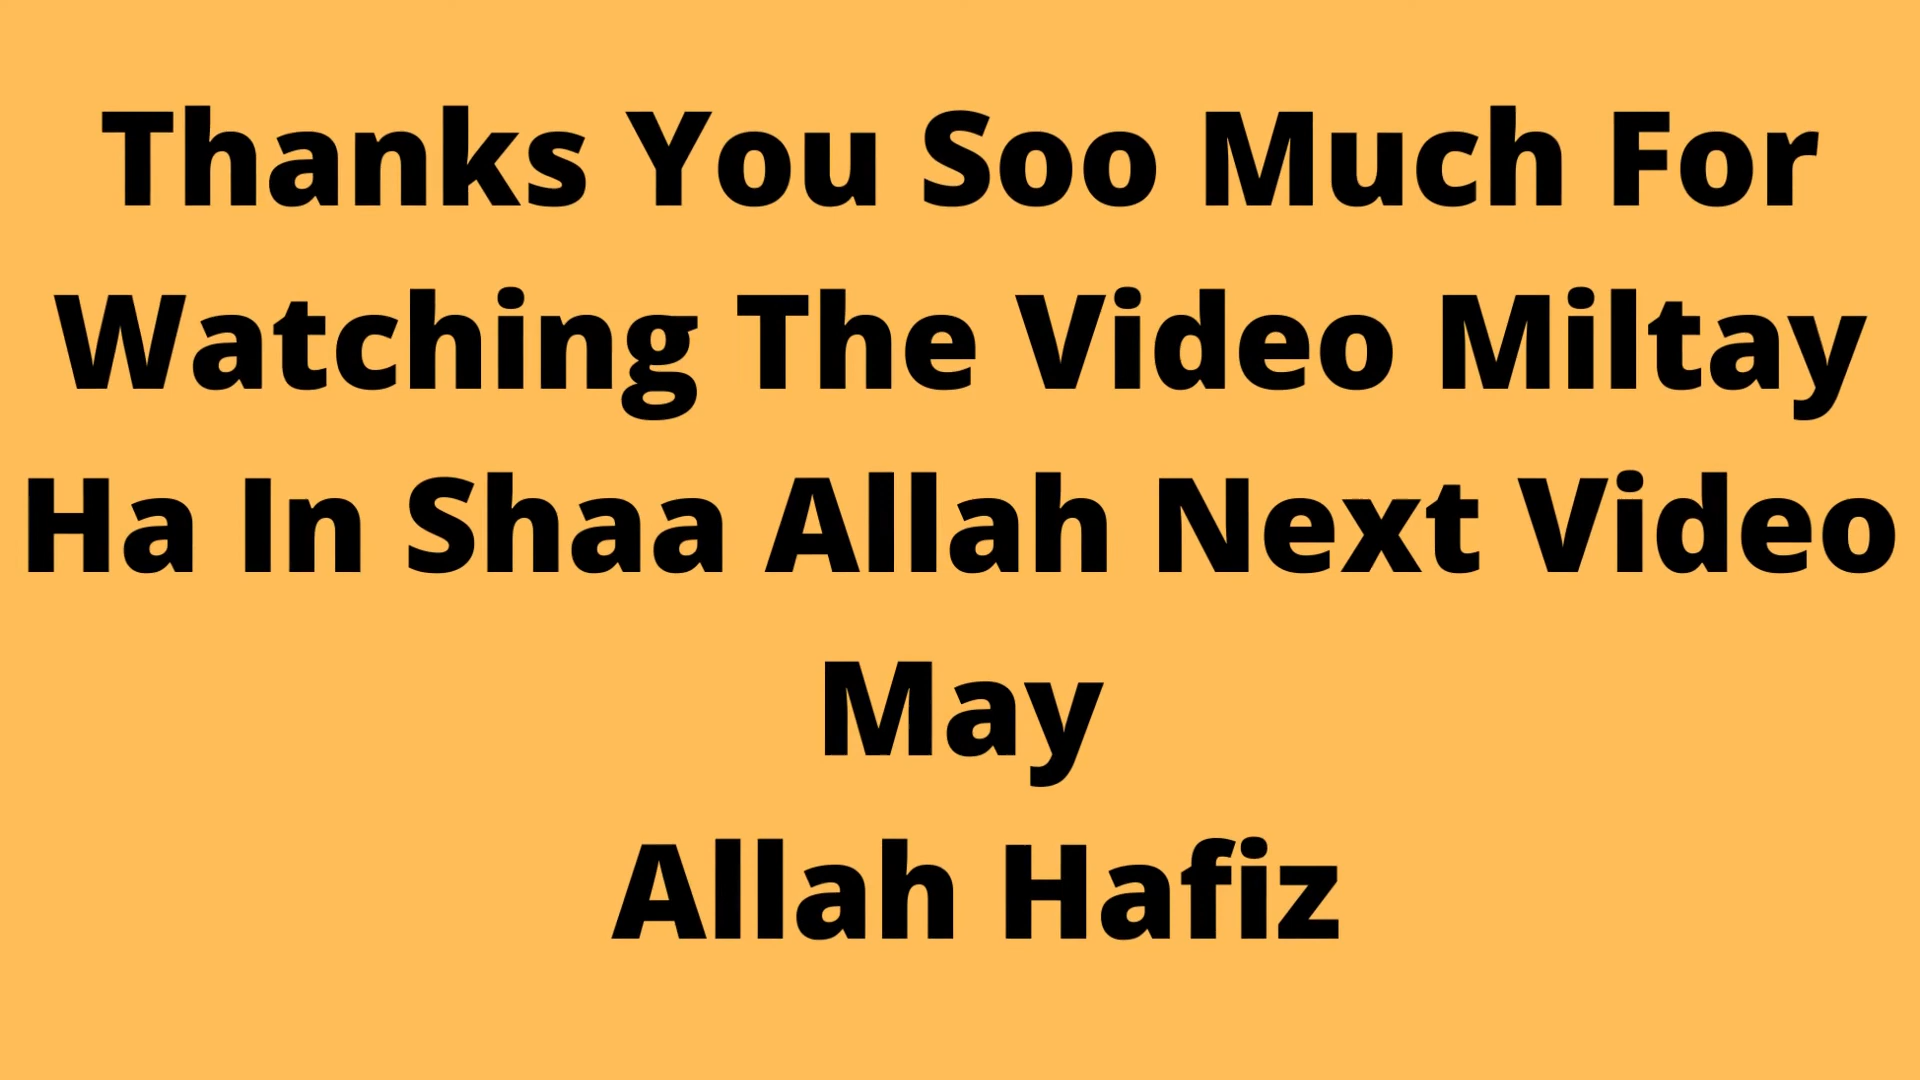 Thanks You Soo Much For
Watching The Video Miltay
Ha In Shaa Allah Next Video
May
Allah Hafiz